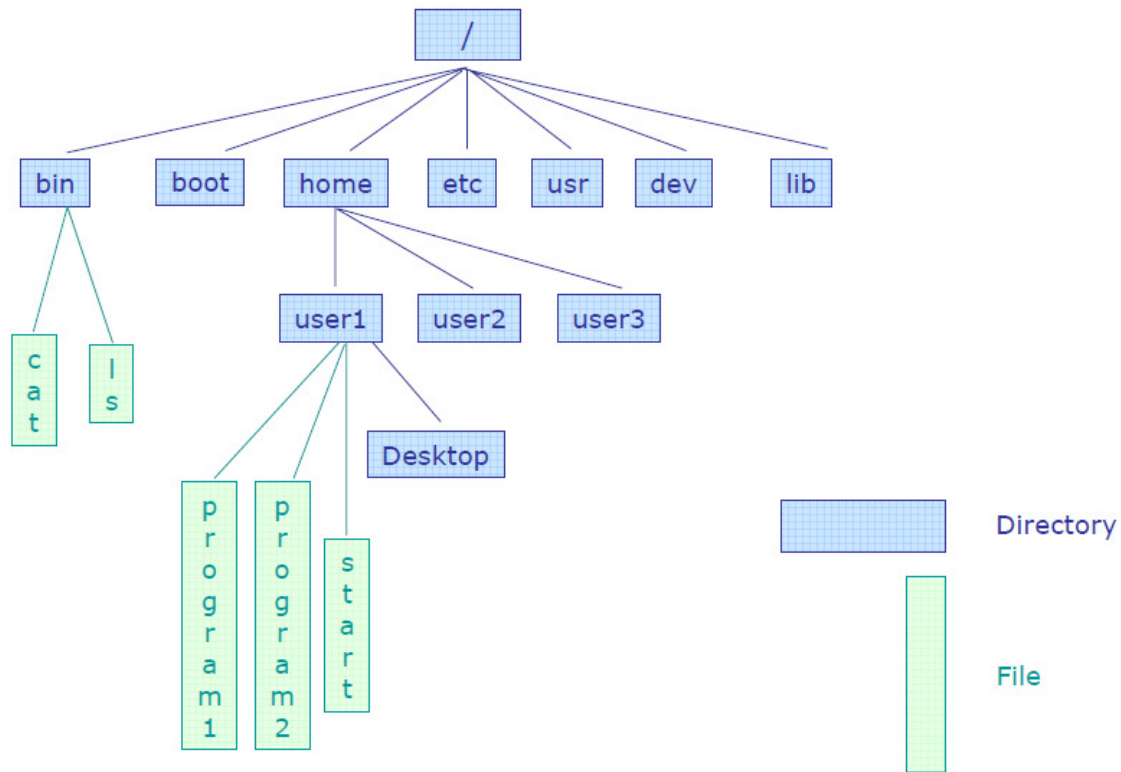 /
bin
boot
home
etc
usr
dev
lib
user1
user2
user3
cat
ls
Desktop
program1
program2
start
Directory
File